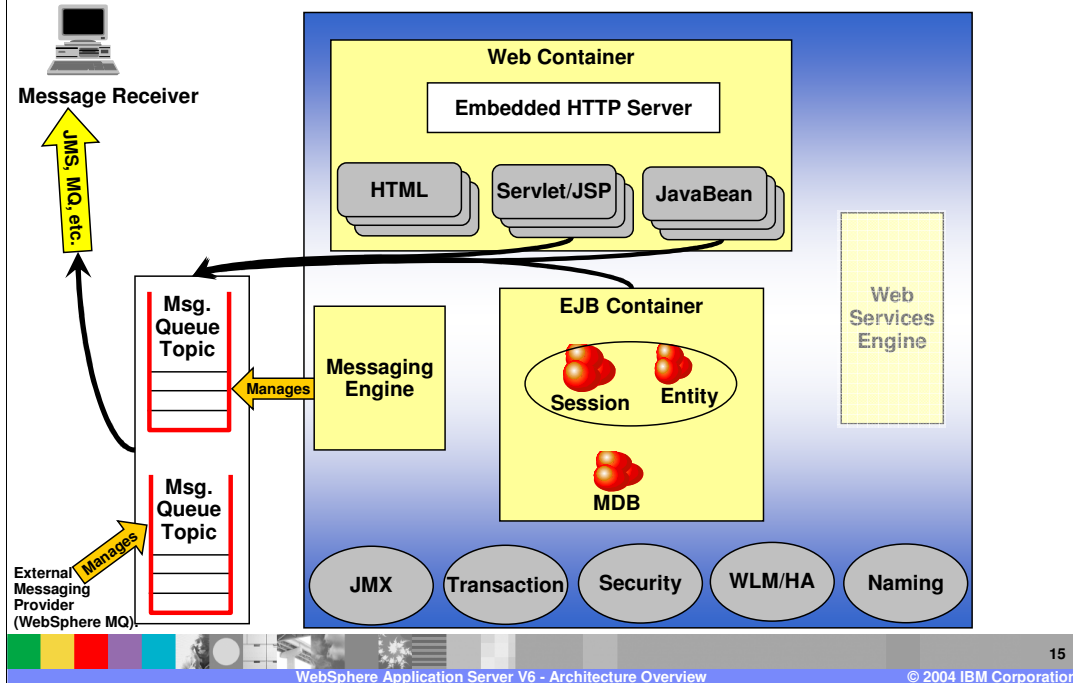 Web Container
Embedded HTTP Server
Message Receiver
JMS, MQ, etc.
HTML
Servlet/JSP
JavaBean
Msg.
Queue
Topic
Messaging
Engine
Manages
EJB Container
Session
Entity
MDB
Web
Services
Engine
Msg.
Queue
Topic
Manages
External
Messaging
Provider
(WebSphere MQ).
JMX
Transaction
Security
WLM/HA
Naming
15
WebSphere Application Server V6 - Architecture Overview
© 2004 IBM Corporation